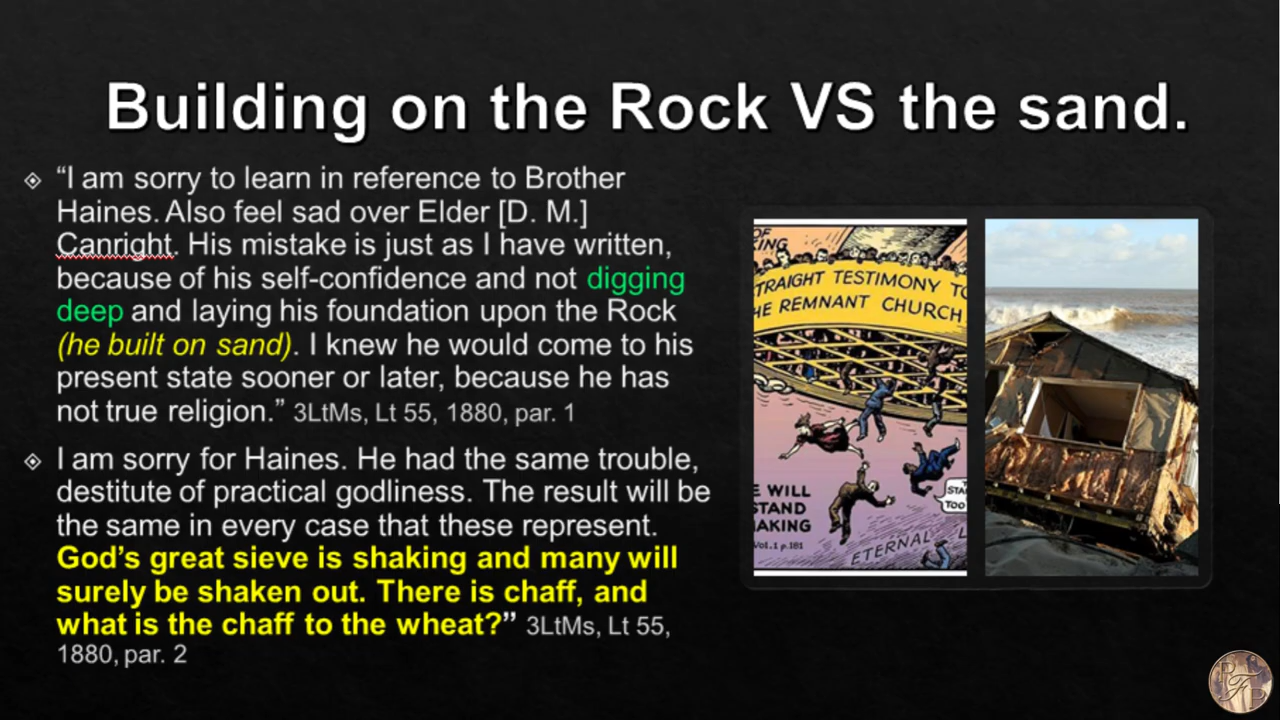 Building on the Rock VS the sand.
“I am sorry to learn in reference to Brother
Haines. Also feel sad over Elder [D. M.]
Canright. His mistake is just as I have written,
because of his self-confidence and not digging
deep and laying his foundation upon the Rock
(he built on sand). I knew he would come to his
present state sooner or later, because he has
not true religion.” 3LtMs, Lt 55, 1880, par. 1
I am sorry for Haines. He had the same trouble,
destitute of practical godliness. The result will be
the same in every case that these represent.
God’s great sieve is shaking and many will
surely be shaken out. There is chaff, and
what is the chaff to the wheat?” 3LtMs, Lt 55,
1880, par. 2
OF
KING
TRAIGHT TESTIMONY TO
HE REMNANT CHURCH
E WILL
STAND
AKING
Vol. 1 p.181
STA
TOO
ETERNAL L
P F P